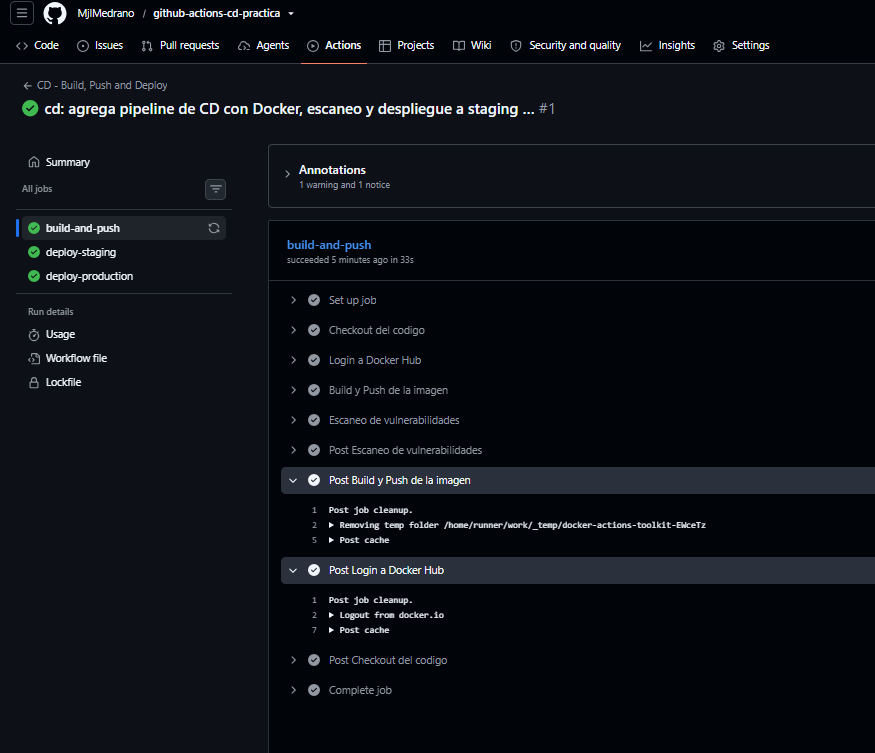 MjlMedrano / github-actions-cd-practica
Code Issues Pull requests Agents Actions Projects Wiki Security and quality Insights Settings
CD - Build, Push and Deploy
cd: agrega pipeline de CD con Docker, escaneo y despliegue a staging ... #1
Summary
All jobs
build-and-push
deploy-staging
deploy-production
Run details
Usage
Workflow file
Lockfile
Annotations
1 warning and 1 notice
build-and-push
succeeded 5 minutes ago in 33s
Set up job
Checkout del codigo
Login a Docker Hub
Build y Push de la imagen
Escaneo de vulnerabilidades
Post Escaneo de vulnerabilidades
Post Build y Push de la imagen
1 Post job cleanup.
2 Removing temp folder /home/runner/work/_temp/docker-actions-toolkit-EWceTz
5 Post cache
Post Login a Docker Hub
1 Post job cleanup.
2 Logout from docker.io
7 Post cache
Post Checkout del codigo
Complete job